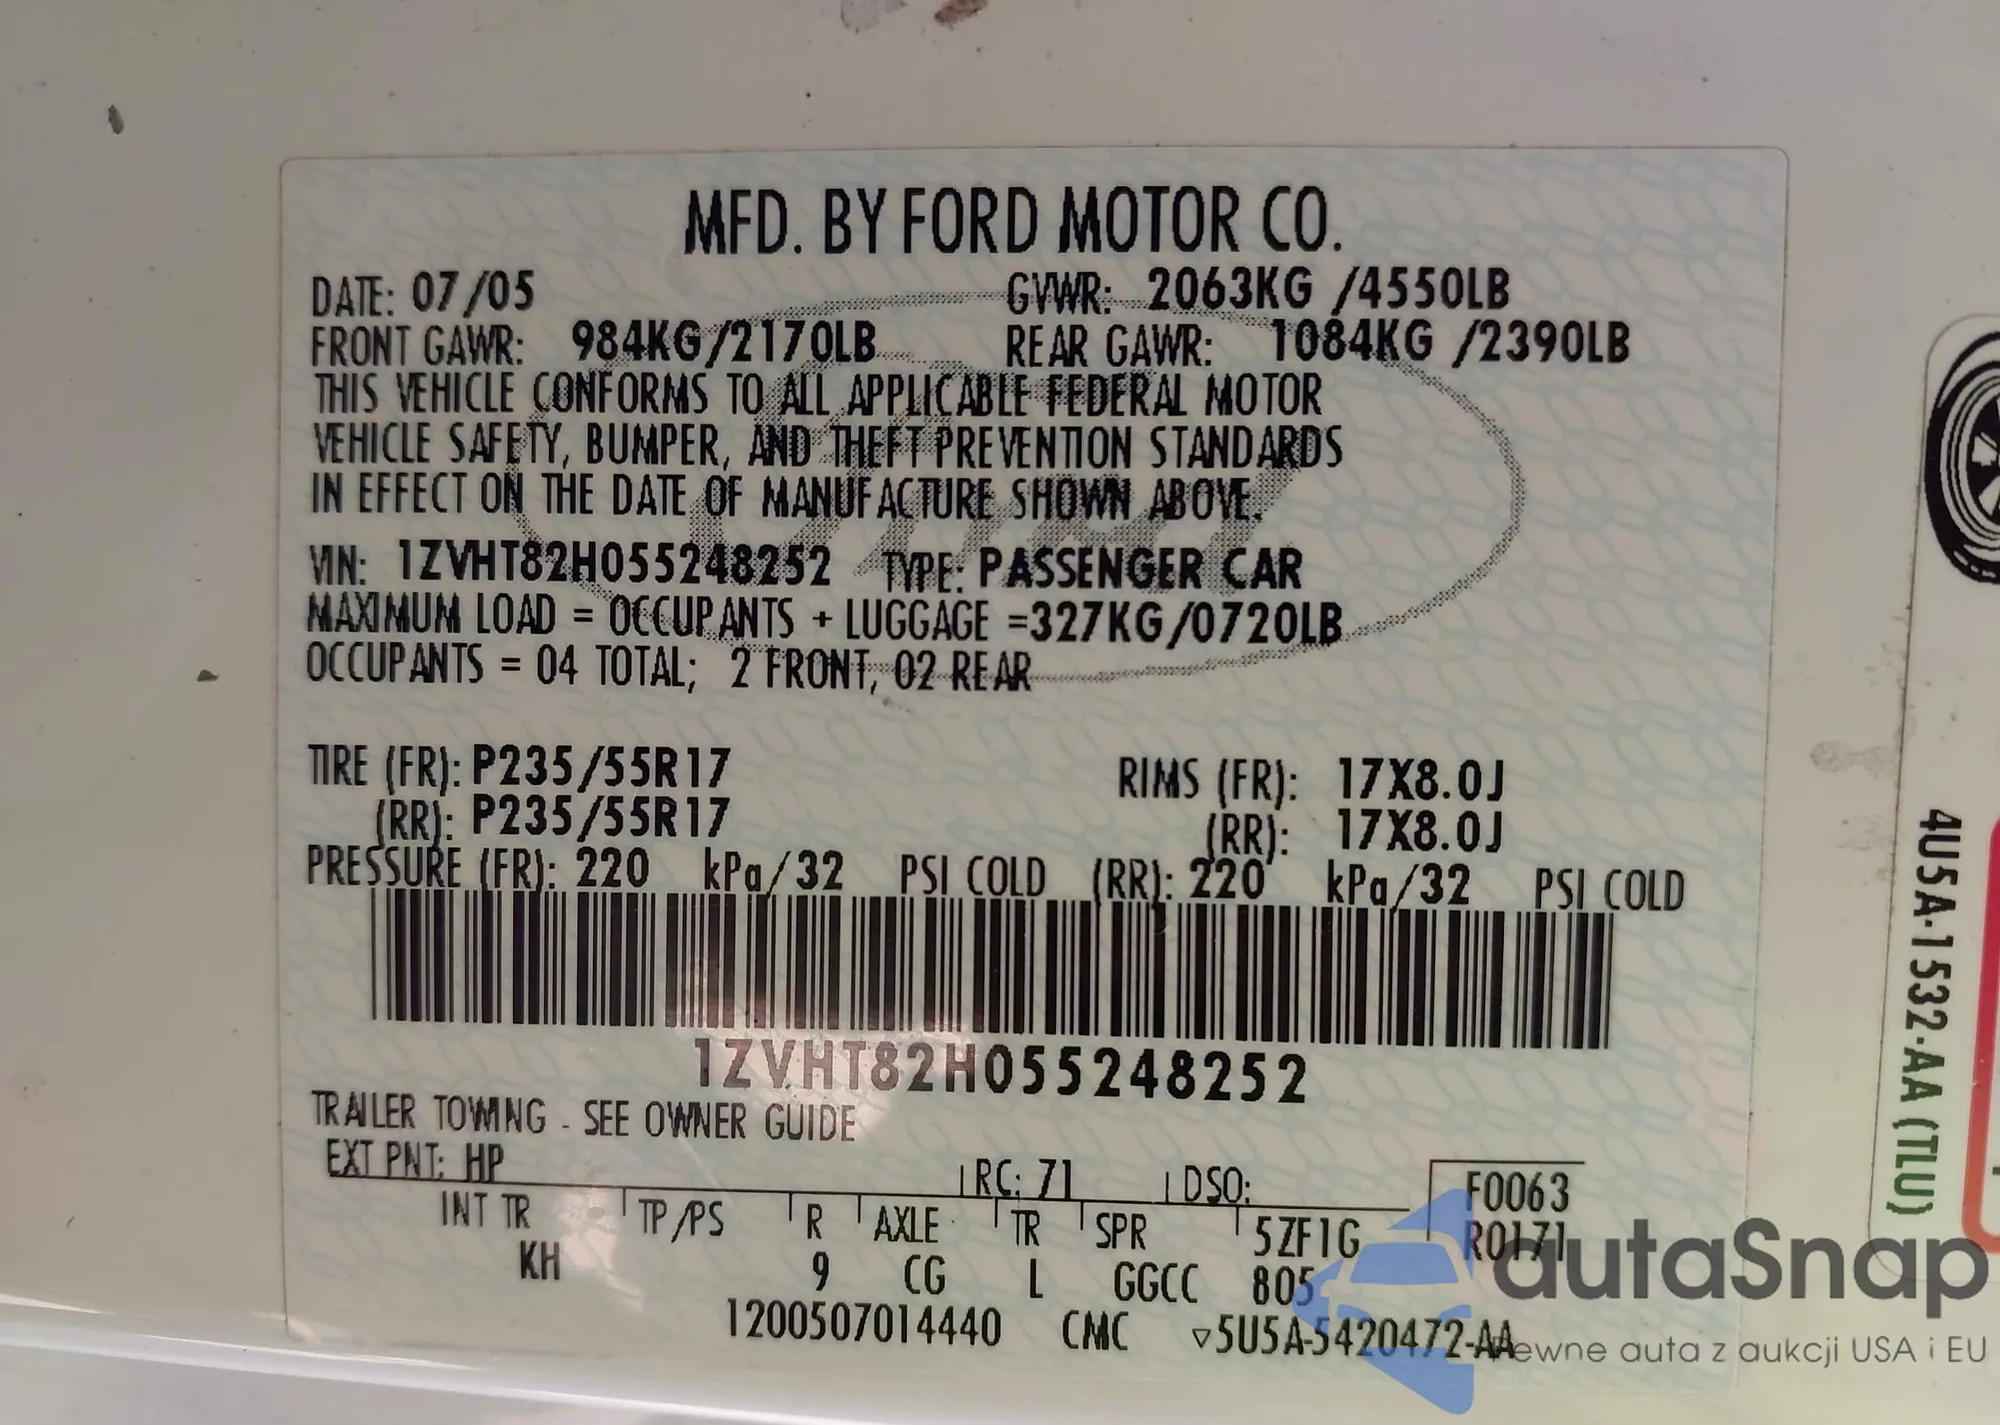 MFD. BY FORD MOTOR CO.
DATE: 07/05 GVWR: 2063KG /4550LB
FRONT GAWR: 984KG/2170LB REAR GAWR: 1084KG /2390LB
THIS VEHICLE CONFORMS TO ALL APPLICABLE FEDERAL MOTOR
VEHICLE SAFETY, BUMPER, AND THEFT PREVENTION STANDARDS
IN EFFECT ON THE DATE OF MANUFACTURE SHOWN ABOVE.
VIN: 1ZVHT82H055248252 TYPE: PASSENGER CAR
MAXIMUM LOAD = OCCUPANTS + LUGGAGE =327KG/0720LB
OCCUPANTS = 04 TOTAL; 2 FRONT, 02 REAR
TIRE (FR): P235/55R17 RIMS (FR): 17X8.0J
(RR): P235/55R17 (RR): 17X8.0J
PRESSURE (FR): 220 kPa/32 PSI COLD (RR): 220 kPa/32 PSI COLD
1ZVHT82H055248252
TRAILER TOWING - SEE OWNER GUIDE
EXT PNT: HP RC: 71 DSO: F0063
INT TR TP/PS R AXLE TR SPR 5ZF1G R0171
KH 9 CG L GGCC 805
1200507014440 CMC ▽5U5A-5420472-AA
4U5A-1532-AA (TLU)
autaSnap
Pewne auta z aukcji USA i EU